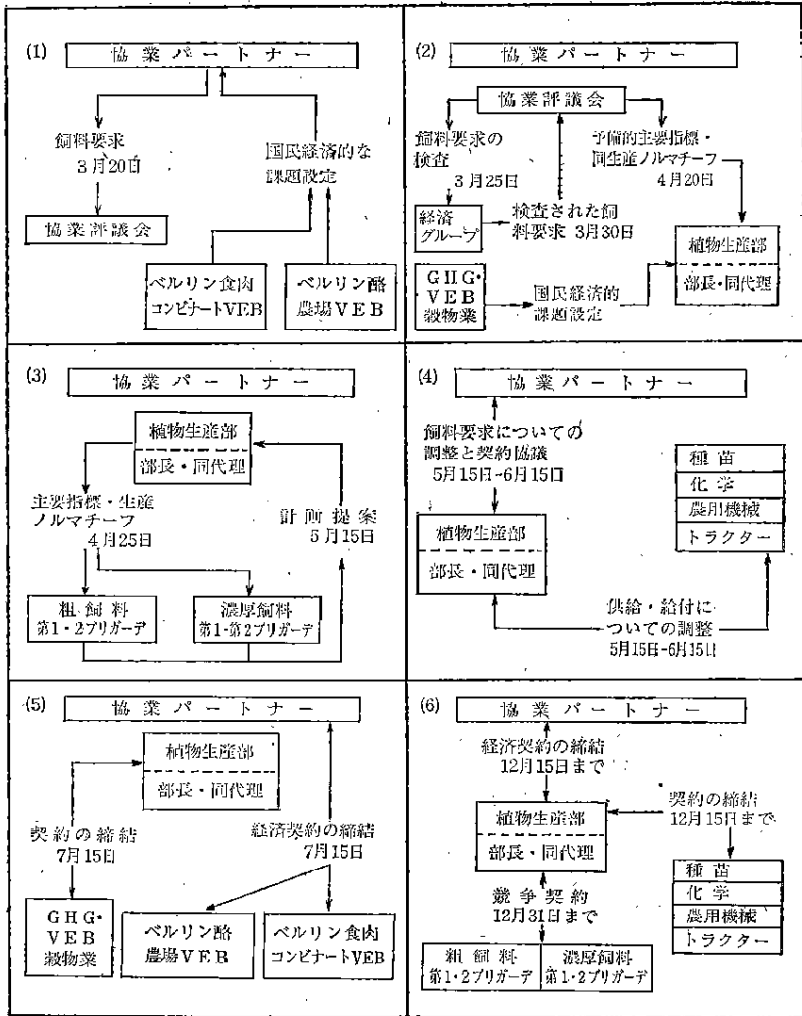 (1)
協業パートナー
飼料要求
3月20日
国民経済的な
課題設定
協業評議会
ベルリン食肉
コンビナートVEB
ベルリン酪
農場VEB
(2)
協業パートナー
協業評議会
飼料要求の
検査
3月25日
予備的主要指標・
同生産ノルマチーフ
4月20日
経済
グループ
検査された飼
料要求 3月30日
植物生産部
部長・同代理
GHG・
VEB
穀物業
国民経済的
課題設定
(3)
協業パートナー
植物生産部
部長・同代理
主要指標・生産
ノルマチーフ
4月25日
計画提案
5月15日
粗飼料
第1・2ブリガーデ
濃厚飼料
第1-第2ブリガーデ
(4)
協業パートナー
飼料要求についての
調整と契約協議
5月15日-6月15日
種苗
化学
農用機械
トラクター
植物生産部
部長・同代理
供給・給付に
ついての調整
5月15日-6月15日
(5)
協業パートナー
植物生産部
部長・同代理
契約の締結
7月15日
経済契約の締結
7月15日
GHG・
VEB
穀物業
ベルリン酪
農場VEB
ベルリン食肉
コンビナートVEB
(6)
協業パートナー
経済契約の締結
12月15日まで
植物生産部
部長・同代理
契約の締結
12月15日まで
競争契約
12月31日まで
種苗
化学
農用機械
トラクター
粗飼料
第1・2ブリガーデ
濃厚飼料
第1・2ブリガーデ